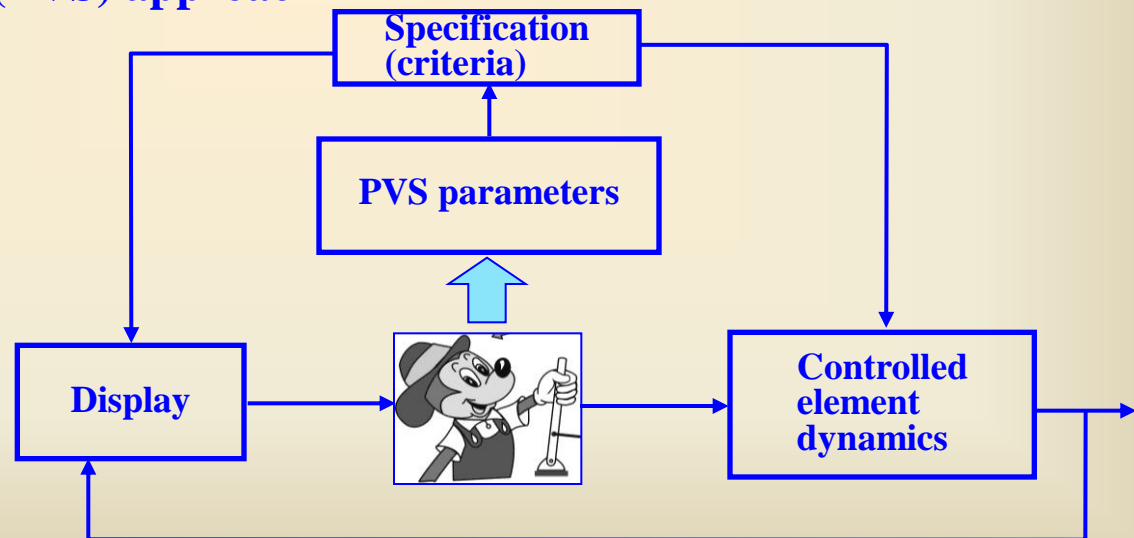 Specification
(criteria)
PVS parameters
Display
Controlled
element
dynamics